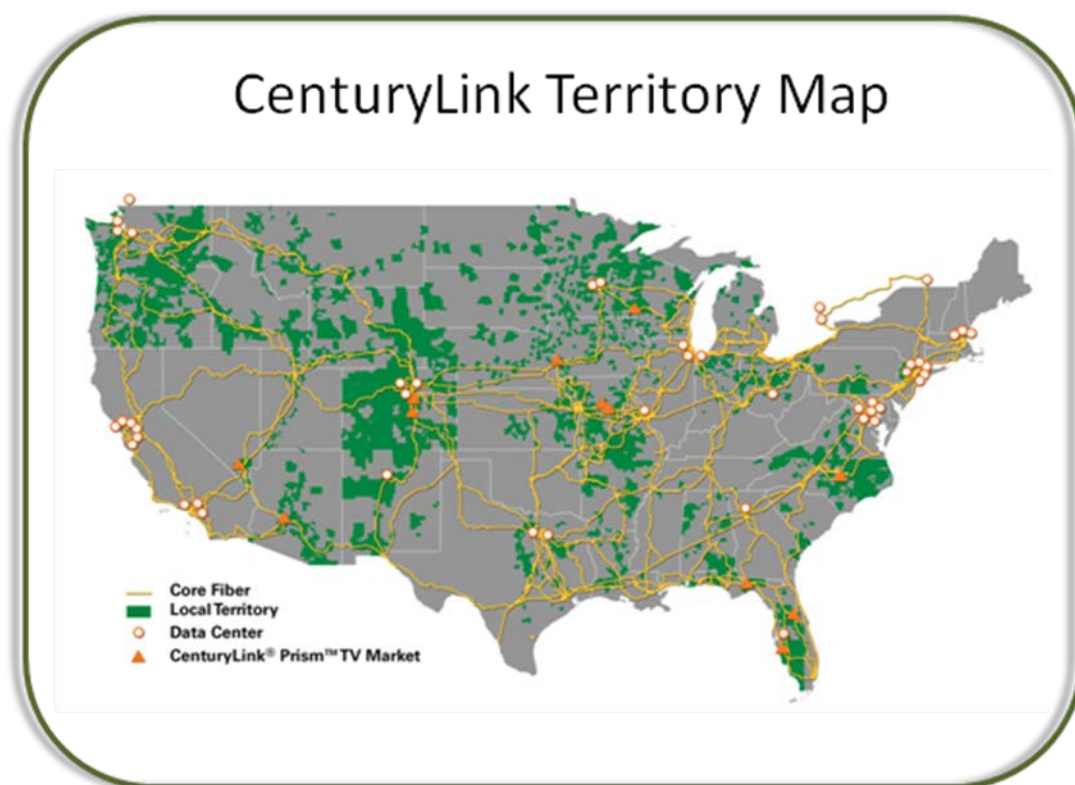 CenturyLink Territory Map
Core Fiber
Local Territory
Data Center
CenturyLink® Prism™ TV Market